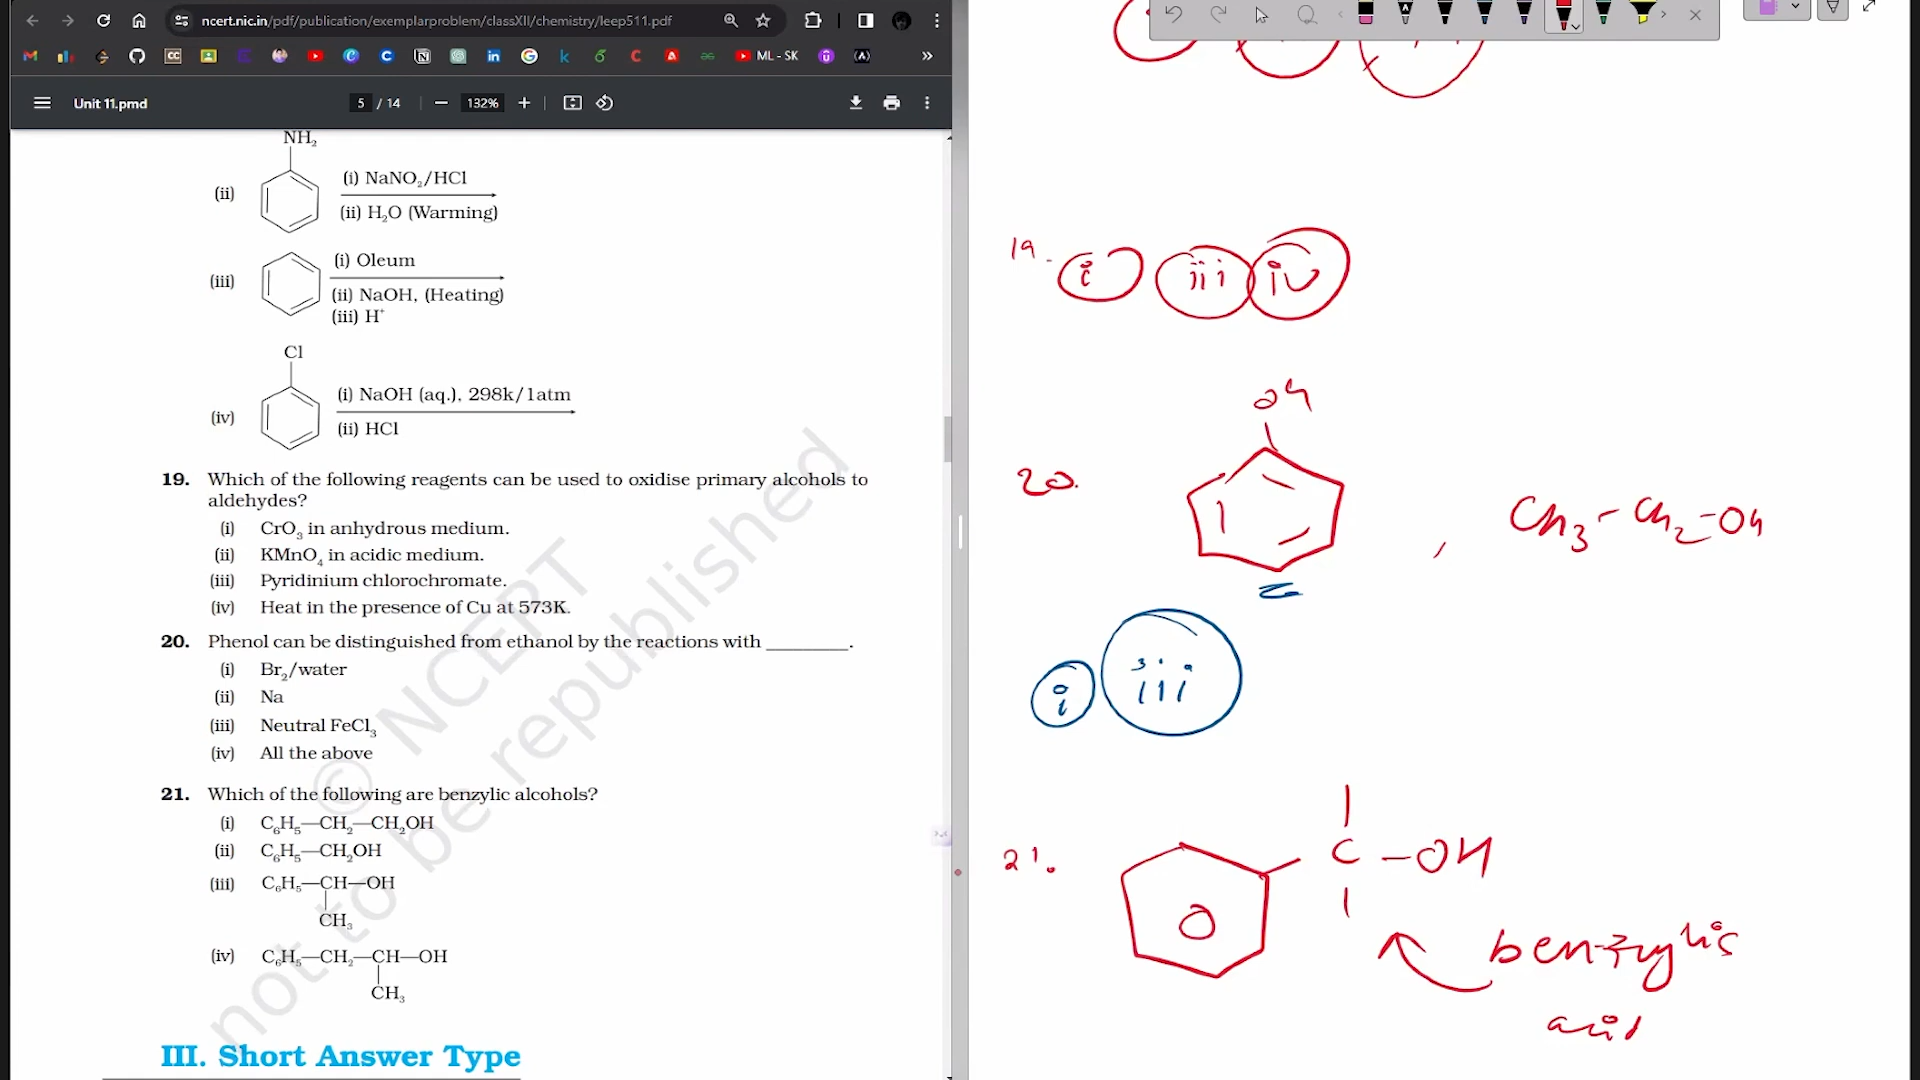 ncert.nic.in/pdf/publication/exemplarproblem/classXII/chemistry/leep511.pdf
ML - SK
Unit 11.pmd
5 / 14
132%
NH₂
(ii)
(i) NaNO₂/HCl
(ii) H₂O (Warming)
(iii)
(i) Oleum
(ii) NaOH, (Heating)
(iii) H⁺
Cl
(iv)
(i) NaOH (aq.), 298k/1atm
(ii) HCl
19. Which of the following reagents can be used to oxidise primary alcohols to
aldehydes?
(i) CrO₃ in anhydrous medium.
(ii) KMnO₄ in acidic medium.
(iii) Pyridinium chlorochromate.
(iv) Heat in the presence of Cu at 573K.
20. Phenol can be distinguished from ethanol by the reactions with ________.
(i) Br₂/water
(ii) Na
(iii) Neutral FeCl₃
(iv) All the above
21. Which of the following are benzylic alcohols?
(i) C₆H₅—CH₂—CH₂OH
(ii) C₆H₅—CH₂OH
(iii) C₆H₅—CH—OH
CH₃
(iv) C₆H₅—CH₂—CH—OH
CH₃
III. Short Answer Type
© NCERT
not to be republished
19. i iii iv
OH
20.
, CH₃-CH₂-OH
i iii
21. C-OH
benzylic
acid